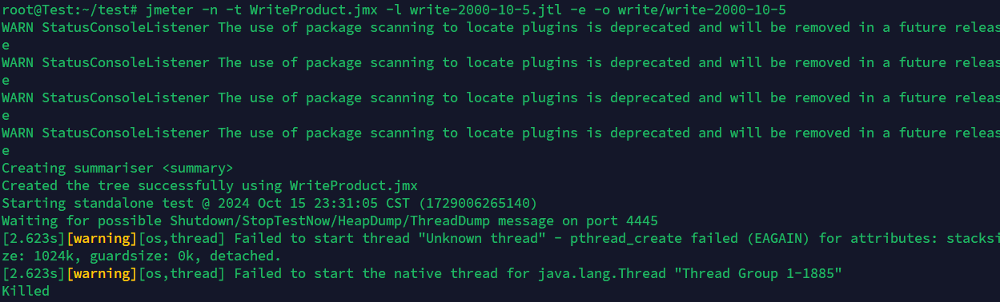 root@Test:~/test# jmeter -n -t WriteProduct.jmx -l write-2000-10-5.jtl -e -o write/write-2000-10-5
WARN StatusConsoleListener The use of package scanning to locate plugins is deprecated and will be removed in a future releas
e
WARN StatusConsoleListener The use of package scanning to locate plugins is deprecated and will be removed in a future releas
e
WARN StatusConsoleListener The use of package scanning to locate plugins is deprecated and will be removed in a future releas
e
WARN StatusConsoleListener The use of package scanning to locate plugins is deprecated and will be removed in a future releas
e
Creating summariser <summary>
Created the tree successfully using WriteProduct.jmx
Starting standalone test @ 2024 Oct 15 23:31:05 CST (1729006265140)
Waiting for possible Shutdown/StopTestNow/HeapDump/ThreadDump message on port 4445
[2.623s][warning][os,thread] Failed to start thread "Unknown thread" - pthread_create failed (EAGAIN) for attributes: stacksi
ze: 1024k, guardsize: 0k, detached.
[2.623s][warning][os,thread] Failed to start the native thread for java.lang.Thread "Thread Group 1-1885"
Killed